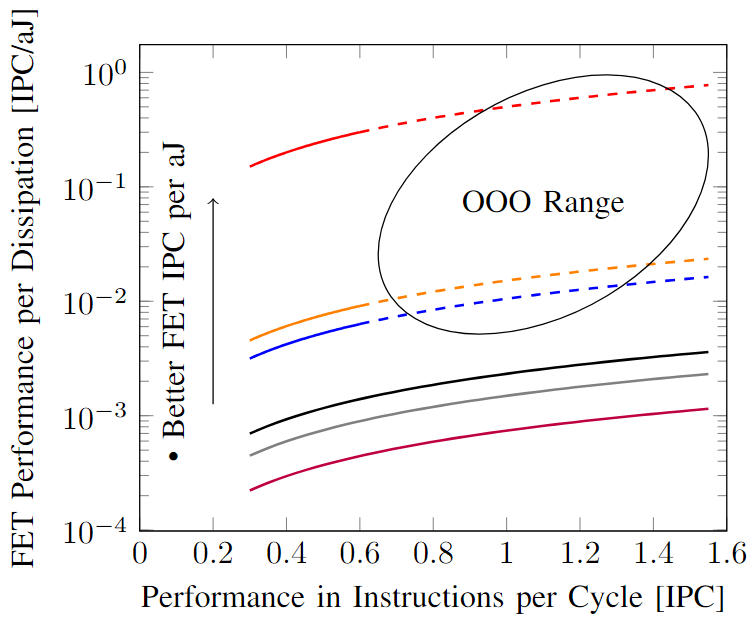 FET Performance per Dissipation [IPC/aJ]
10⁰
10⁻¹
10⁻²
10⁻³
10⁻⁴
• Better FET IPC per aJ
OOO Range
0 0.2 0.4 0.6 0.8 1 1.2 1.4 1.6
Performance in Instructions per Cycle [IPC]